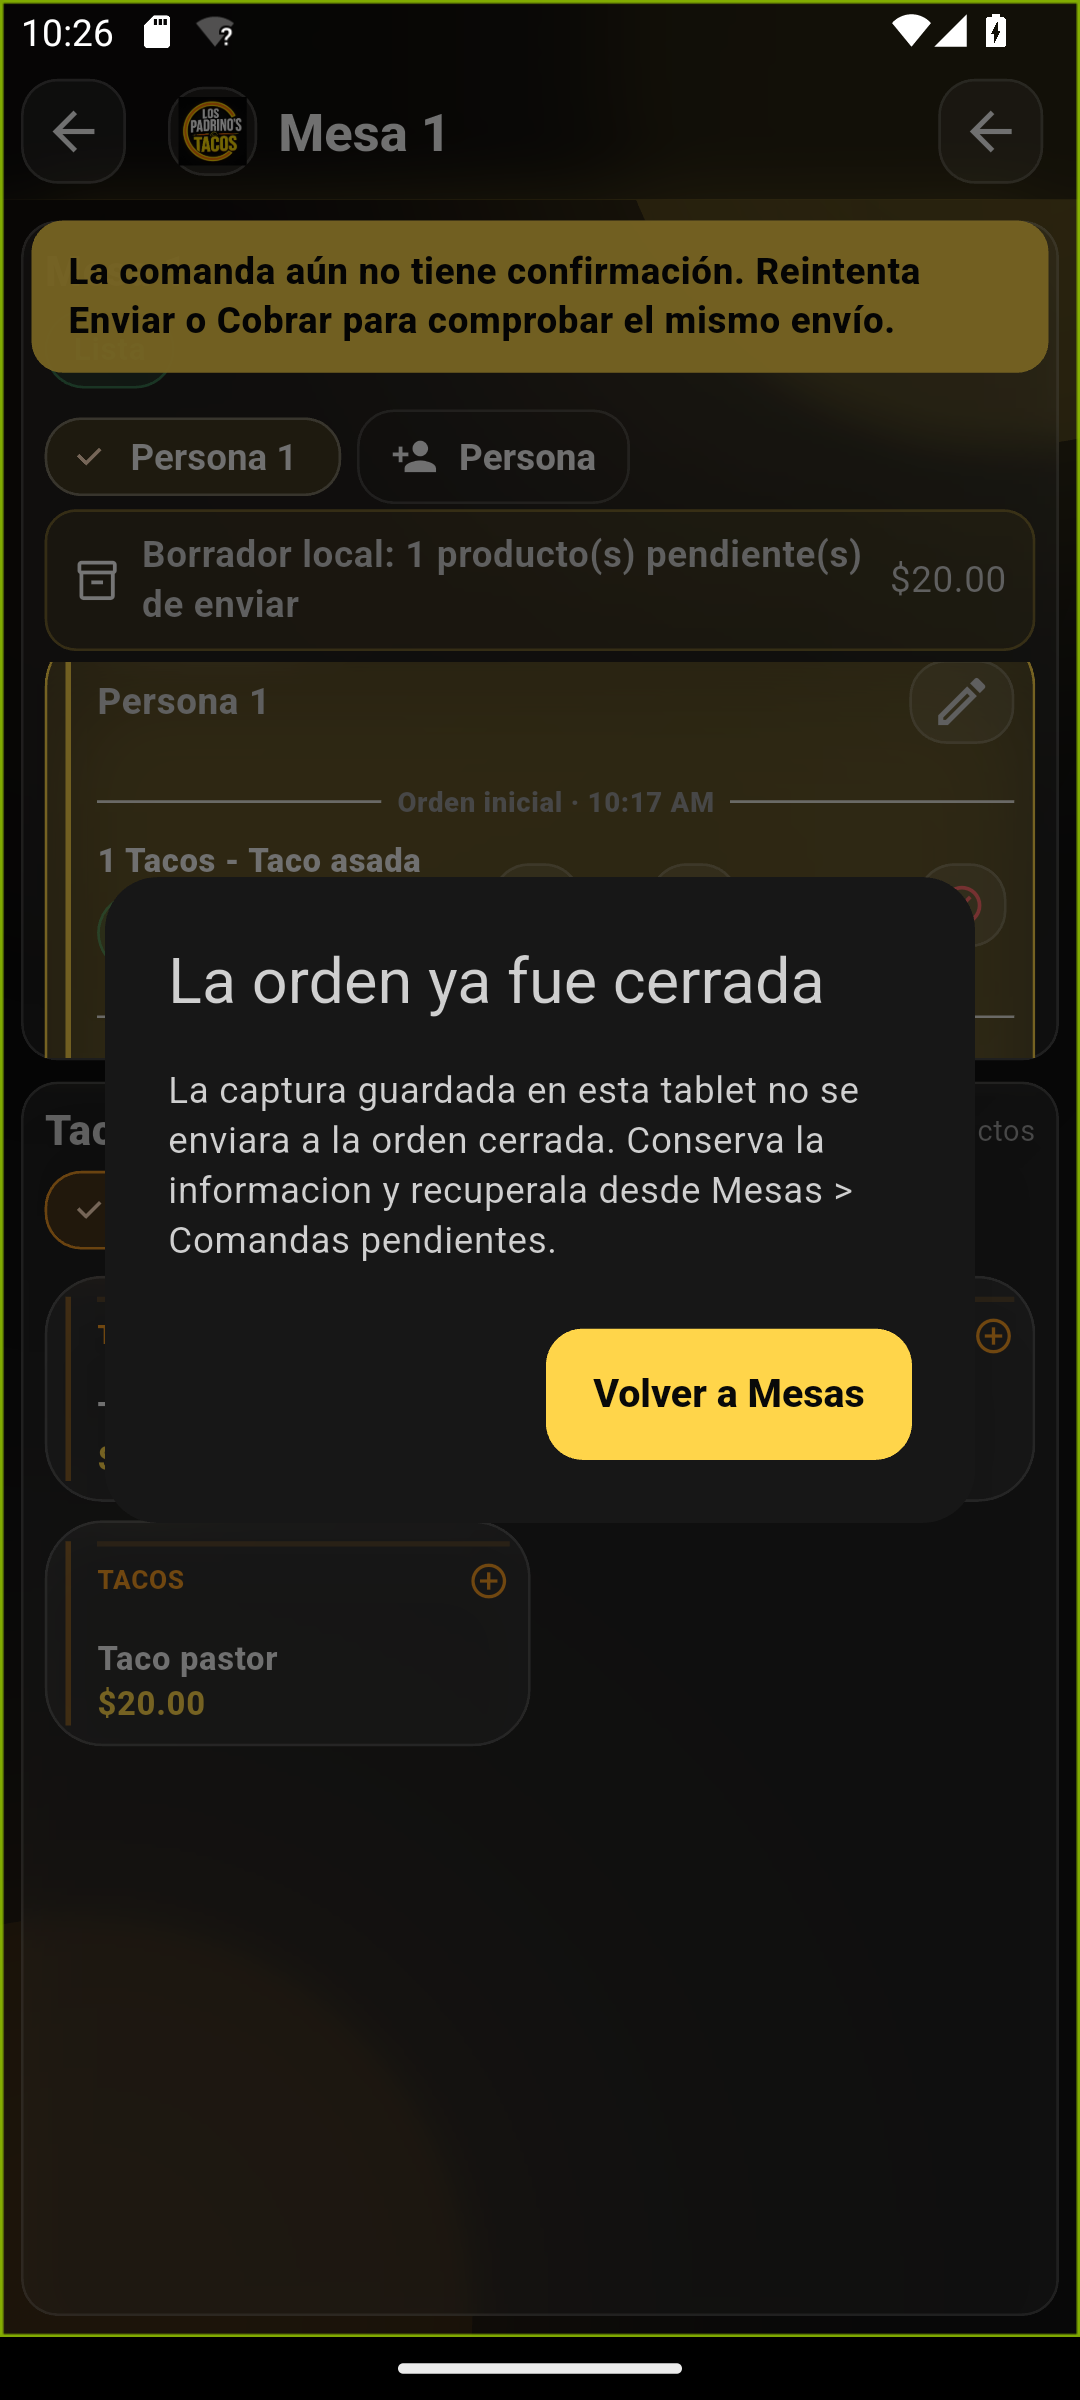 10:26
LOS
PADRINO'S
TACOS
Mesa 1
La comanda aún no tiene confirmación. Reintenta
Enviar o Cobrar para comprobar el mismo envío.
Lista
Persona 1
Persona
Borrador local: 1 producto(s) pendiente(s)
de enviar
$20.00
Persona 1
Orden inicial · 10:17 AM
1 Tacos - Taco asada
La orden ya fue cerrada
La captura guardada en esta tablet no se
enviara a la orden cerrada. Conserva la
informacion y recuperala desde Mesas >
Comandas pendientes.
Volver a Mesas
Tac
ctos
TACOS
Taco pastor
$20.00